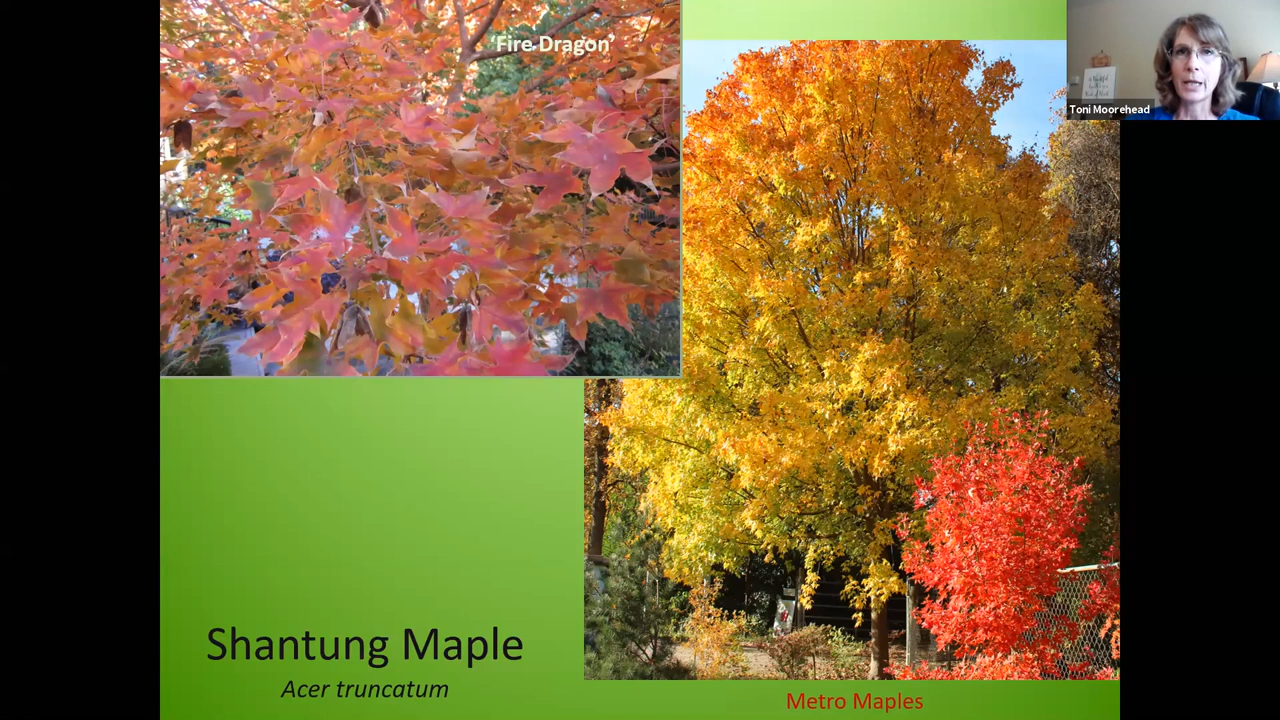 'Fire Dragon'
Toni Moorehead
Shantung Maple
Acer truncatum
Metro Maples